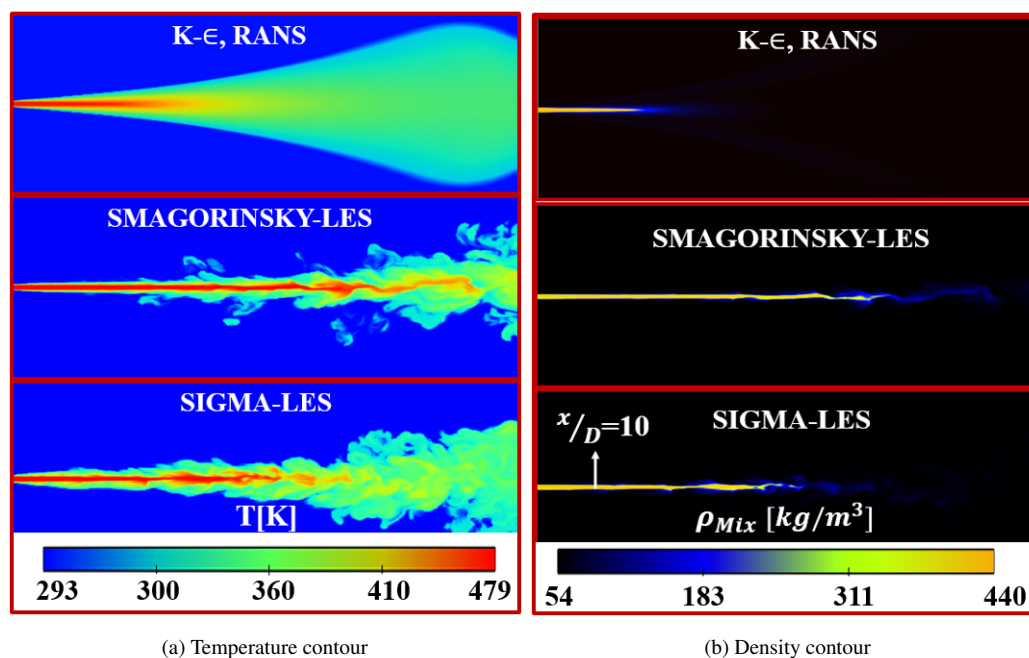 K-∈, RANS
SMAGORINSKY-LES
SIGMA-LES
T[K]
293 300 360 410 479
(a) Temperature contour
K-∈, RANS
SMAGORINSKY-LES
SIGMA-LES
x/D=10
ρMix [kg/m³]
54 183 311 440
(b) Density contour